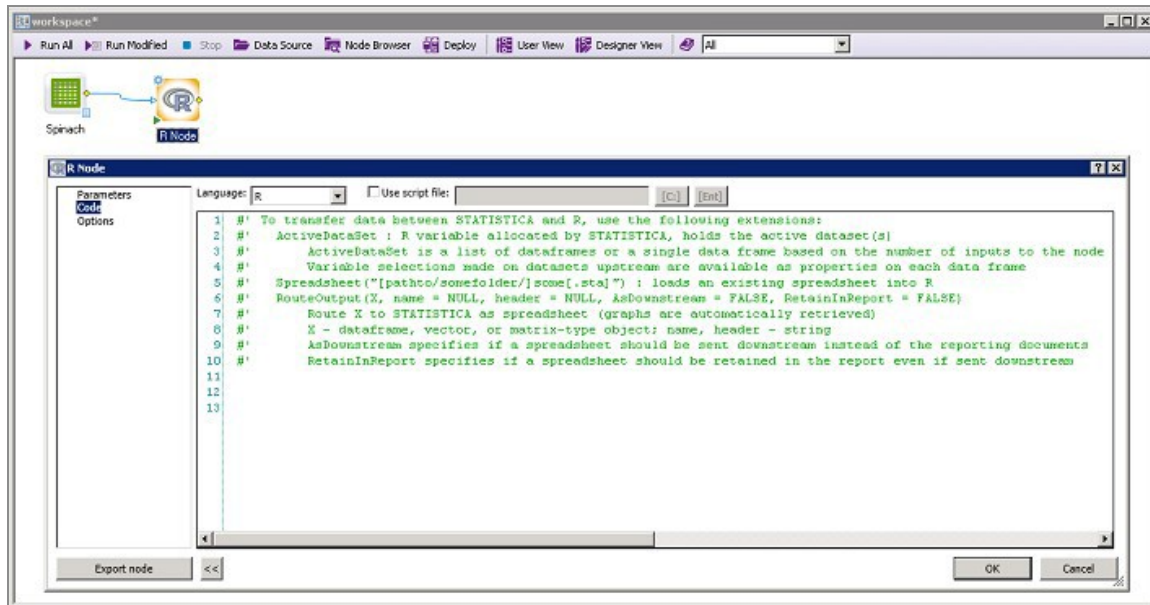 workspace*
Run All Run Modified Stop Data Source Node Browser Deploy User View Designer View All
Spinach
R
R Node
R Node
Parameters
Code
Options
Language: R Use script file: [C:] [Ent]
1 #' To transfer data between STATISTICA and R, use the following extensions:
2 #' ActiveDataSet : R variable allocated by STATISTICA, holds the active dataset(s)
3 #' ActiveDataSet is a list of dataframes or a single data frame based on the number of inputs to the node
4 #' Variable selections made on datasets upstream are available as properties on each data frame
5 #' Spreadsheet("[pathto/somefolder/]some[.sta]") : loads an existing spreadsheet into R
6 #' RouteOutput(X, name = NULL, header = NULL, AsDownstream = FALSE, RetainInReport = FALSE)
7 #' Route X to STATISTICA as spreadsheet (graphs are automatically retrieved)
8 #' X - dataframe, vector, or matrix-type object; name, header - string
9 #' AsDownstream specifies if a spreadsheet should be sent downstream instead of the reporting documents
10 #' RetainInReport specifies if a spreadsheet should be retained in the report even if sent downstream
11
12
13
Export node << OK Cancel